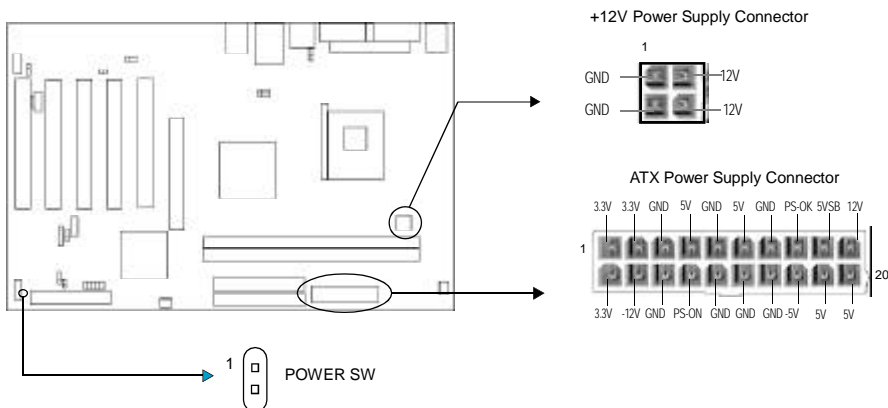 +12V Power Supply Connector
1
GND 12V
GND 12V
ATX Power Supply Connector
3.3V 3.3V GND 5V GND 5V GND PS-OK 5VSB 12V
1
20
3.3V -12V GND PS-ON GND GND GND -5V 5V 5V
1 POWER SW